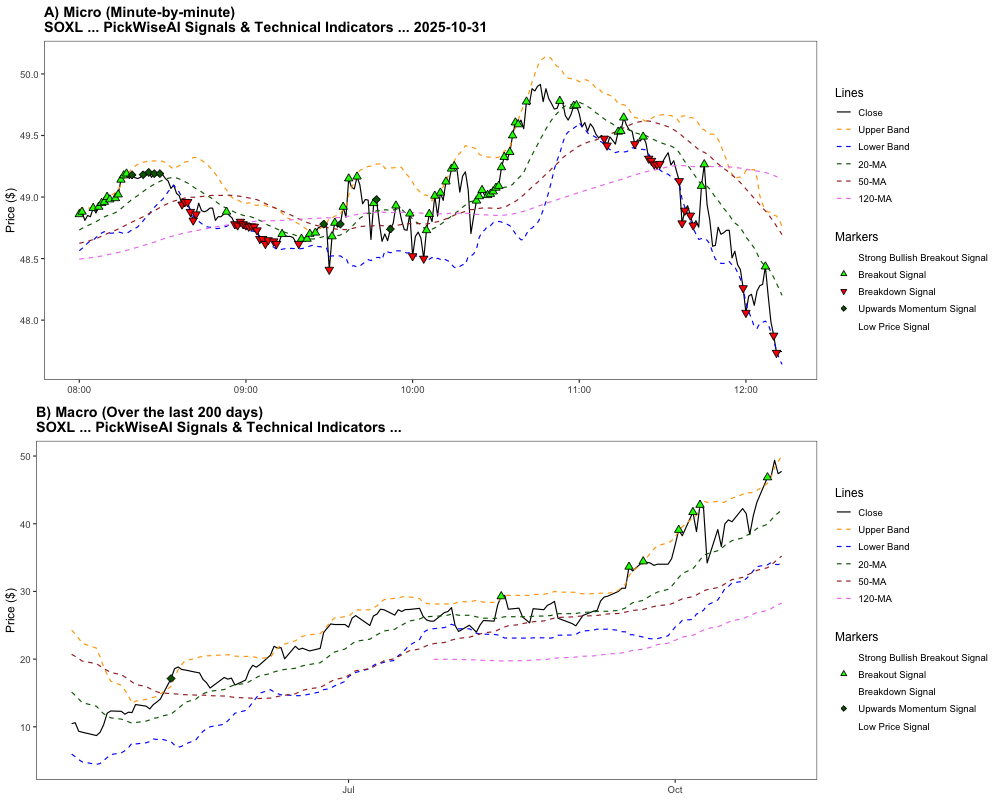 A) Micro (Minute-by-minute)
SOXL ... PickWiseAI Signals & Technical Indicators ... 2025-10-31
Price ($)
50.0
49.5
49.0
48.5
48.0
08:00
09:00
10:00
11:00
12:00
Lines
Close
Upper Band
Lower Band
20-MA
50-MA
120-MA
Markers
Strong Bullish Breakout Signal
Breakout Signal
Breakdown Signal
Upwards Momentum Signal
Low Price Signal
B) Macro (Over the last 200 days)
SOXL ... PickWiseAI Signals & Technical Indicators ...
Price ($)
50
40
30
20
10
Jul
Oct
Lines
Close
Upper Band
Lower Band
20-MA
50-MA
120-MA
Markers
Strong Bullish Breakout Signal
Breakout Signal
Breakdown Signal
Upwards Momentum Signal
Low Price Signal